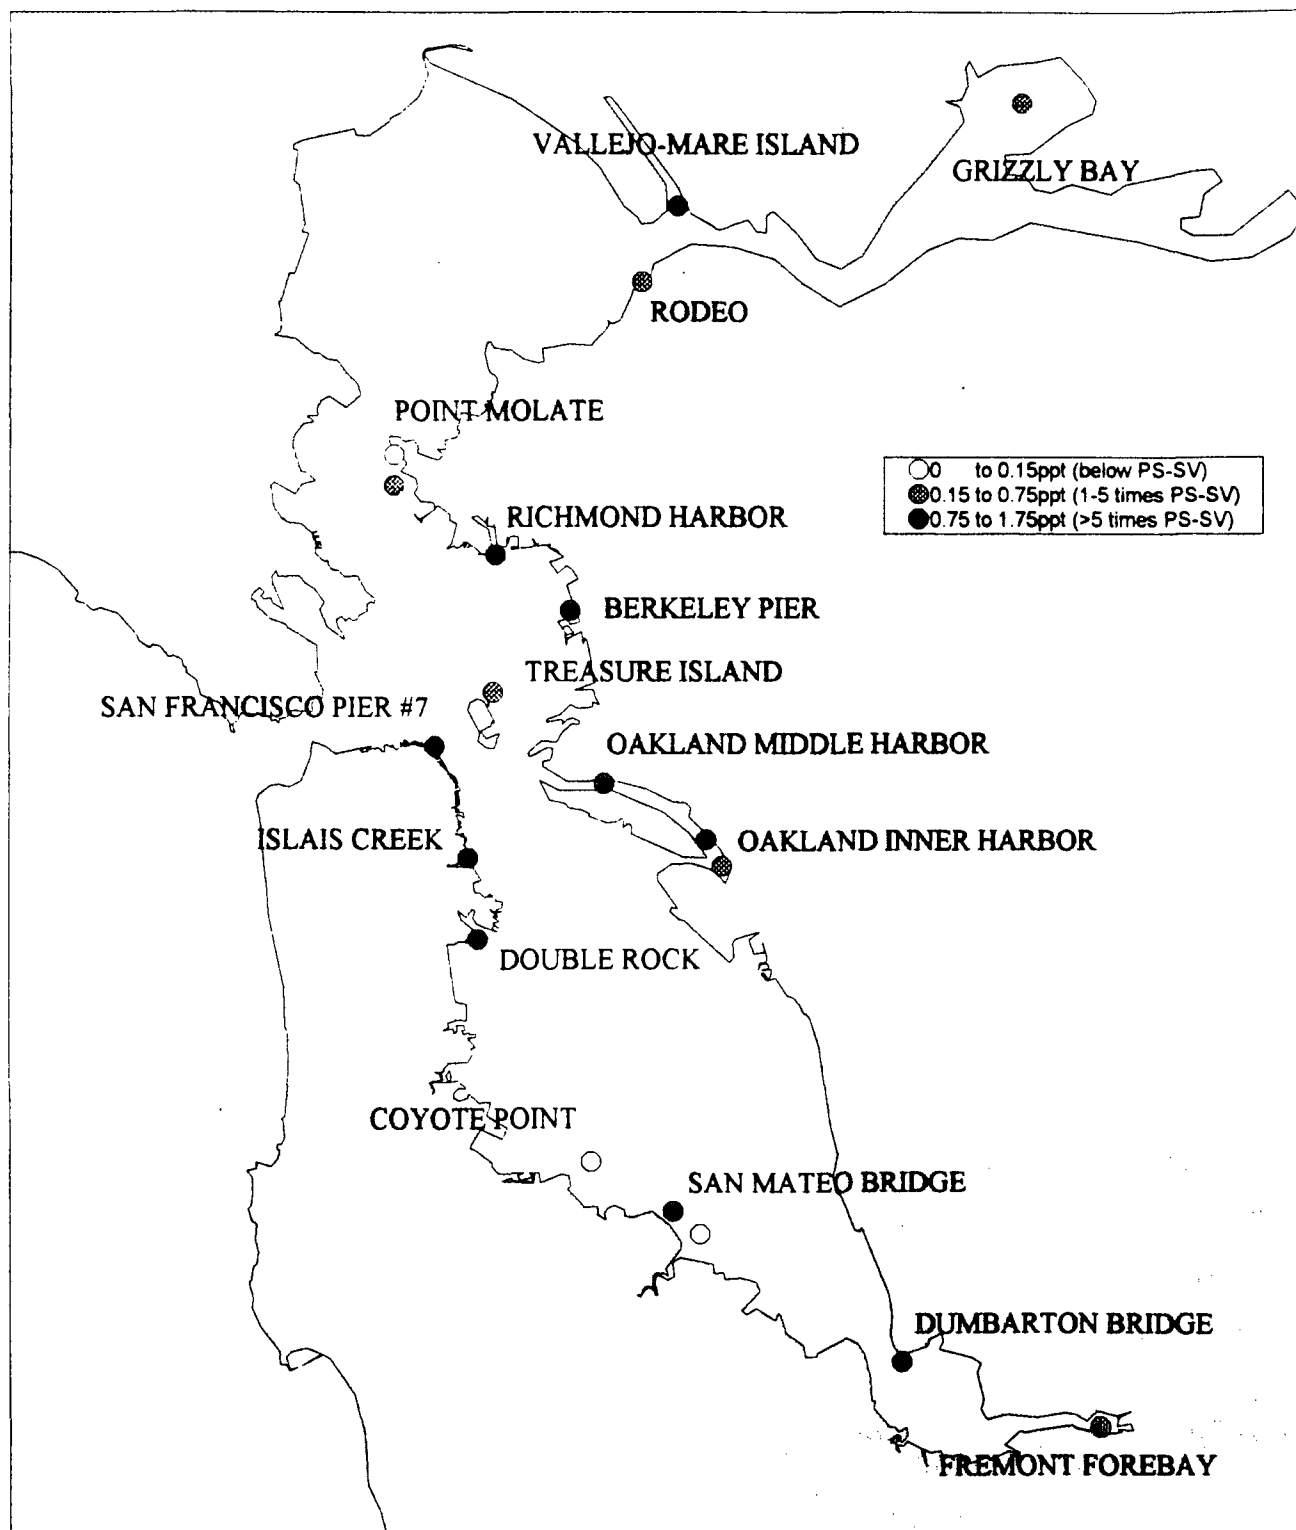 VALLEJO-MARE ISLAND
GRIZZLY BAY
RODEO
POINT MOLATE
0 to 0.15ppt (below PS-SV)
0.15 to 0.75ppt (1-5 times PS-SV)
0.75 to 1.75ppt (>5 times PS-SV)
RICHMOND HARBOR
BERKELEY PIER
TREASURE ISLAND
SAN FRANCISCO PIER #7
OAKLAND MIDDLE HARBOR
ISLAIS CREEK
OAKLAND INNER HARBOR
DOUBLE ROCK
COYOTE POINT
SAN MATEO BRIDGE
DUMBARTON BRIDGE
FREMONT FOREBAY